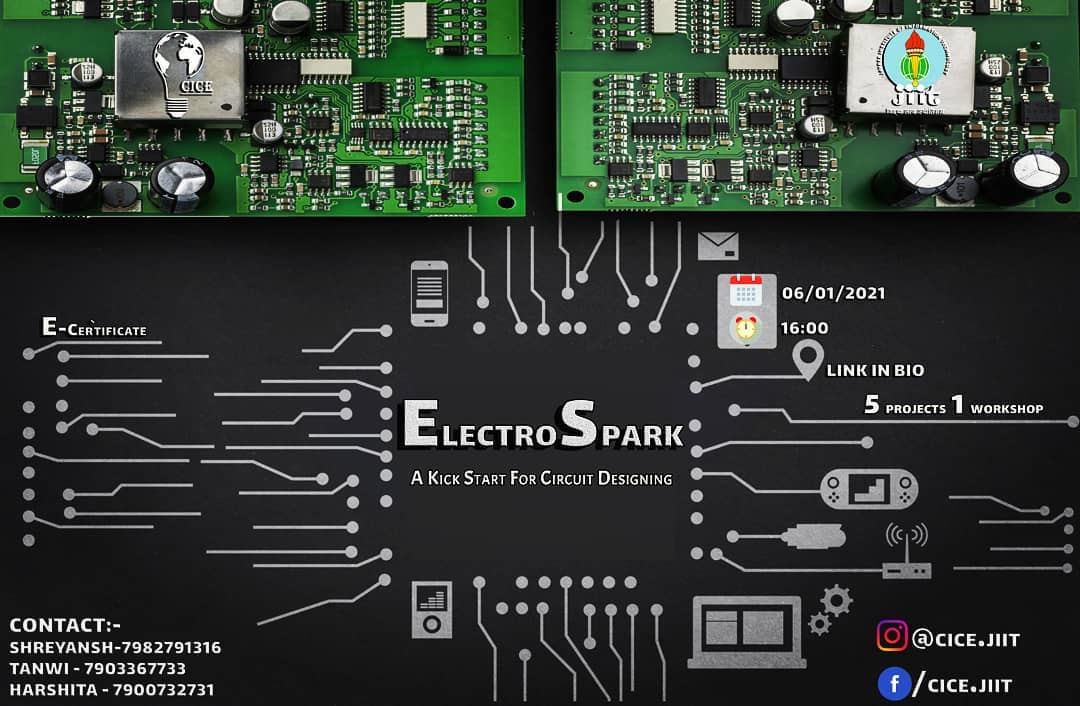 CICE
jiit
06/01/2021
16:00
LINK IN BIO
5 PROJECTS 1 WORKSHOP
E-CERTIFICATE
ELECTROSPARK
A KICK START FOR CIRCUIT DESIGNING
CONTACT:-
SHREYANSH-7982791316
TANWI - 7903367733
HARSHITA - 7900732731
@CICE.JIIT
/CICE.JIIT